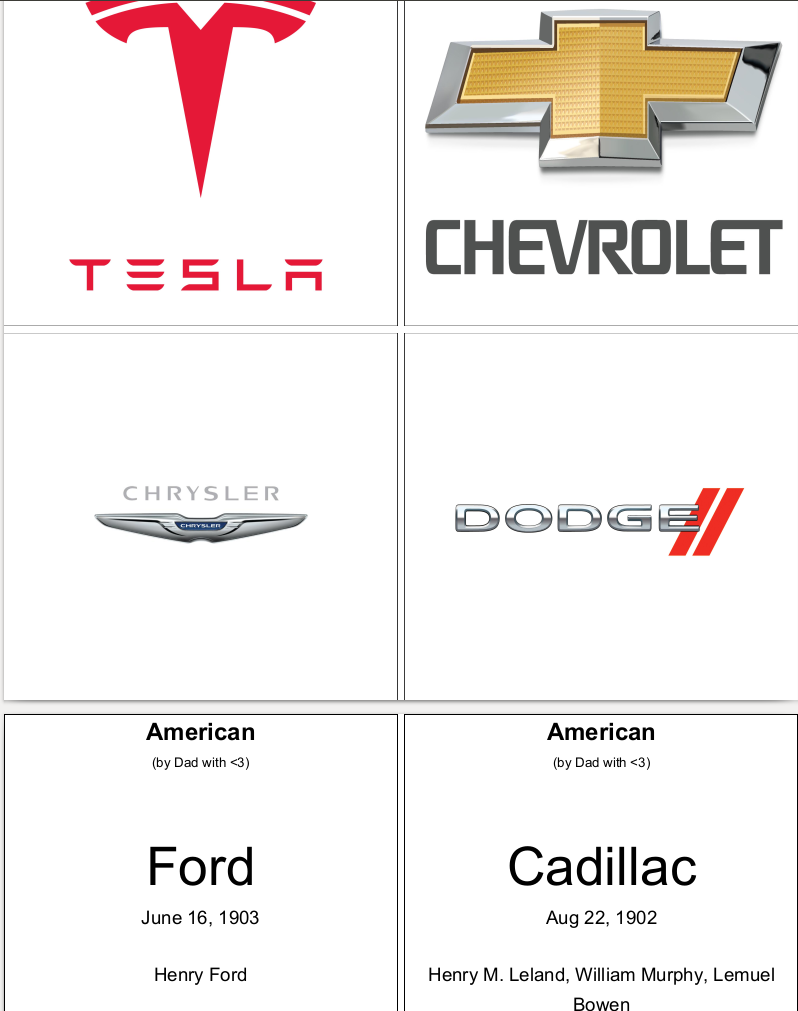 TESLA
CHEVROLET
CHRYSLER
CHRYSLER
DODGE
American
(by Dad with <3)
Ford
June 16, 1903
Henry Ford
American
(by Dad with <3)
Cadillac
Aug 22, 1902
Henry M. Leland, William Murphy, Lemuel
Bowen